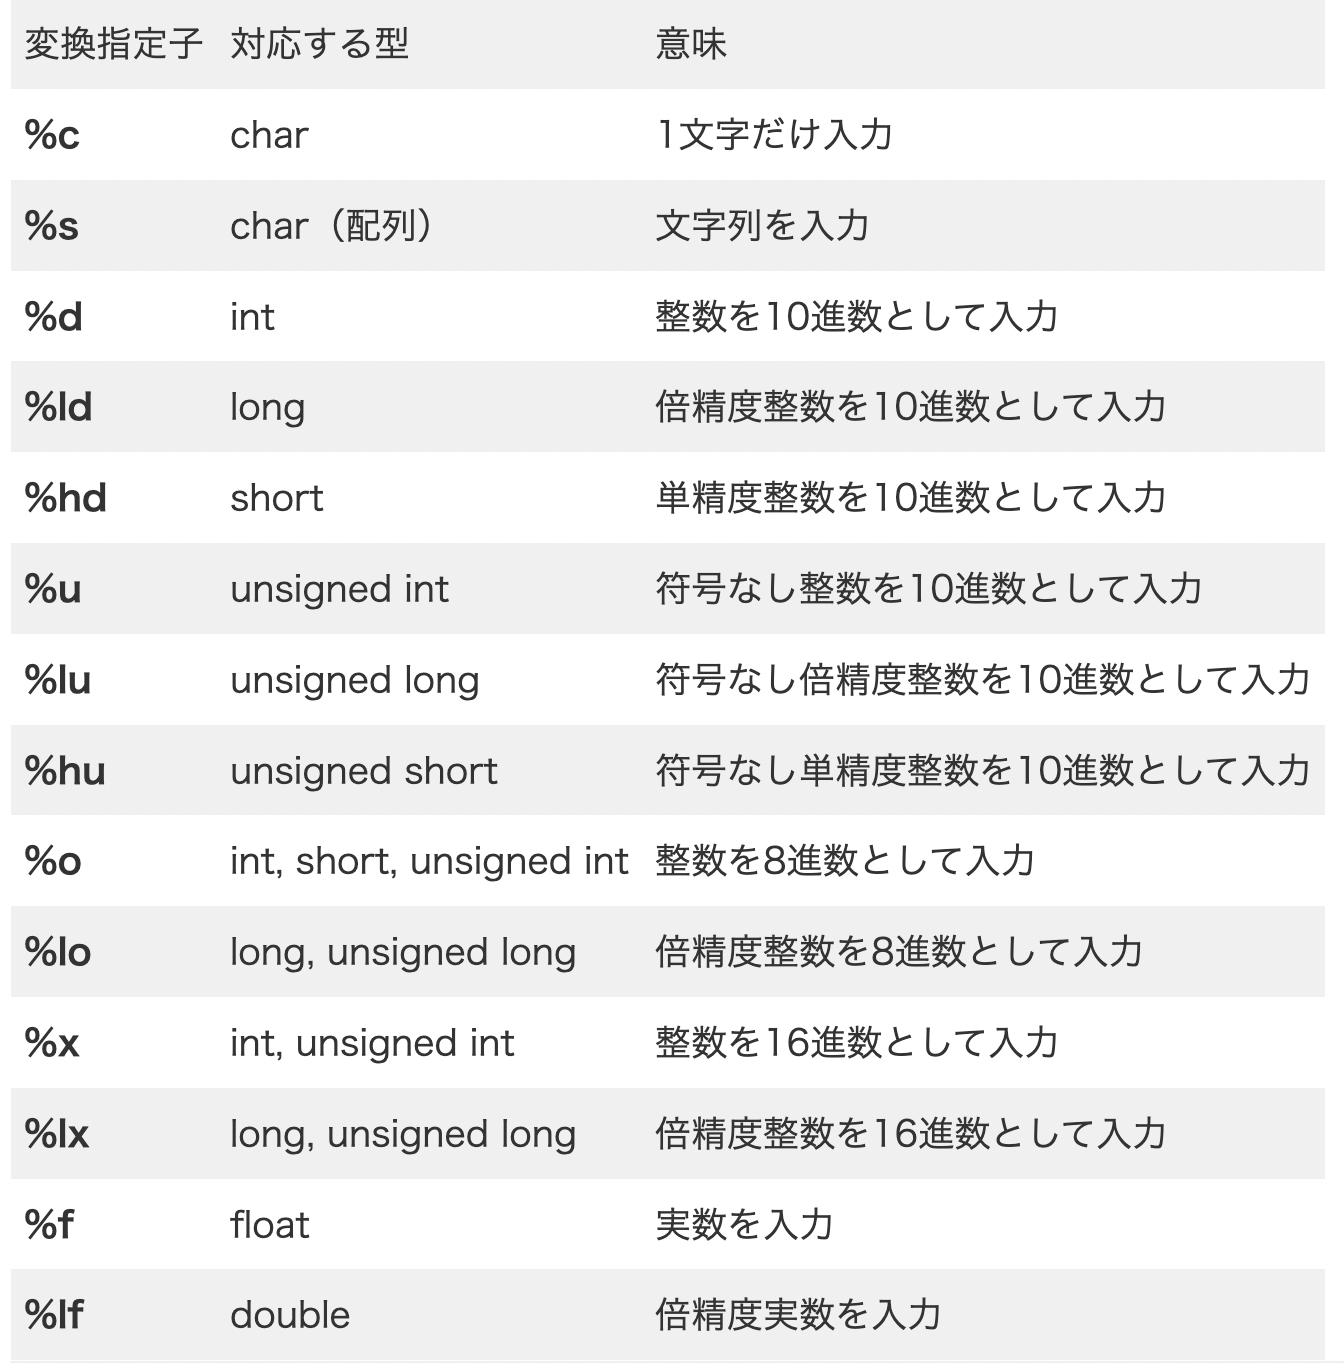 変換指定子 対応する型 意味
%c char 1文字だけ入力
%s char（配列） 文字列を入力
%d int 整数を10進数として入力
%ld long 倍精度整数を10進数として入力
%hd short 単精度整数を10進数として入力
%u unsigned int 符号なし整数を10進数として入力
%lu unsigned long 符号なし倍精度整数を10進数として入力
%hu unsigned short 符号なし単精度整数を10進数として入力
%o int, short, unsigned int 整数を8進数として入力
%lo long, unsigned long 倍精度整数を8進数として入力
%x int, unsigned int 整数を16進数として入力
%lx long, unsigned long 倍精度整数を16進数として入力
%f float 実数を入力
%lf double 倍精度実数を入力